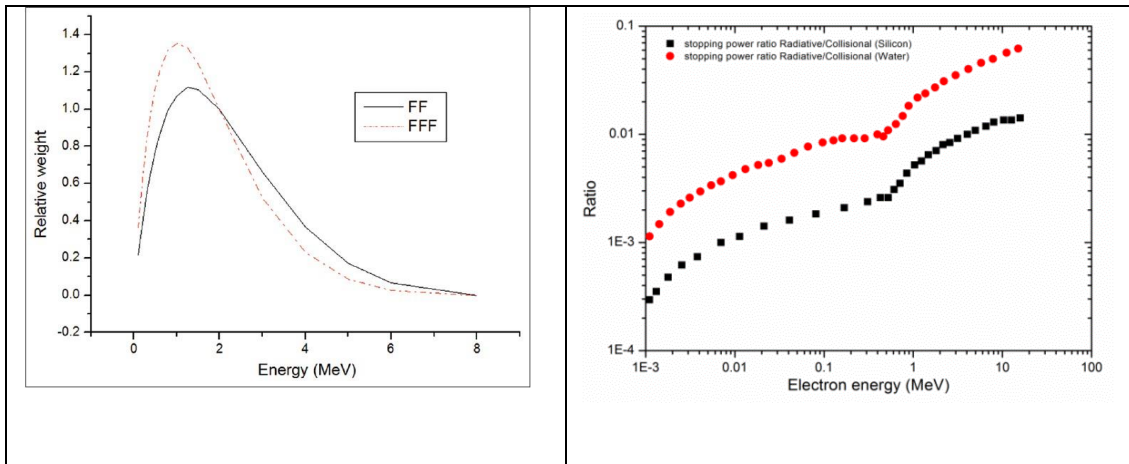 1.4
1.2
1.0
0.8
0.6
0.4
0.2
0.0
-0.2
Relative weight
FF
FFF
0 2 4 6 8
Energy (MeV)
0.1
0.01
1E-3
1E-4
Ratio
stopping power ratio Radiative/Collisional (Silicon)
stopping power ratio Radiative/Collisional (Water)
1E-3 0.01 0.1 1 10 100
Electron energy (MeV)